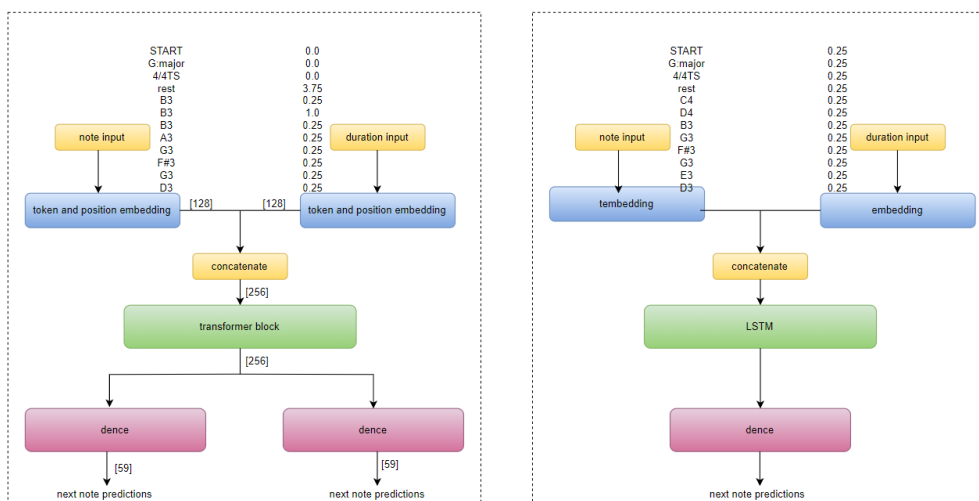 START 0.0
G:major 0.0
4/4TS 0.0
rest 3.75
B3 0.25
B3 1.0
B3 0.25
A3 0.25
G3 0.25
F#3 0.25
G3 0.25
D3 0.25
note input
duration input
token and position embedding
[128]
[128]
token and position embedding
concatenate
[256]
transformer block
[256]
dence
dence
[59]
[59]
next note predictions
next note predictions
START 0.25
G:major 0.25
4/4TS 0.25
rest 0.25
C4 0.25
D4 0.25
B3 0.25
G3 0.25
F#3 0.25
G3 0.25
E3 0.25
D3 0.25
note input
duration input
tembedding
embedding
concatenate
LSTM
dence
next note predictions